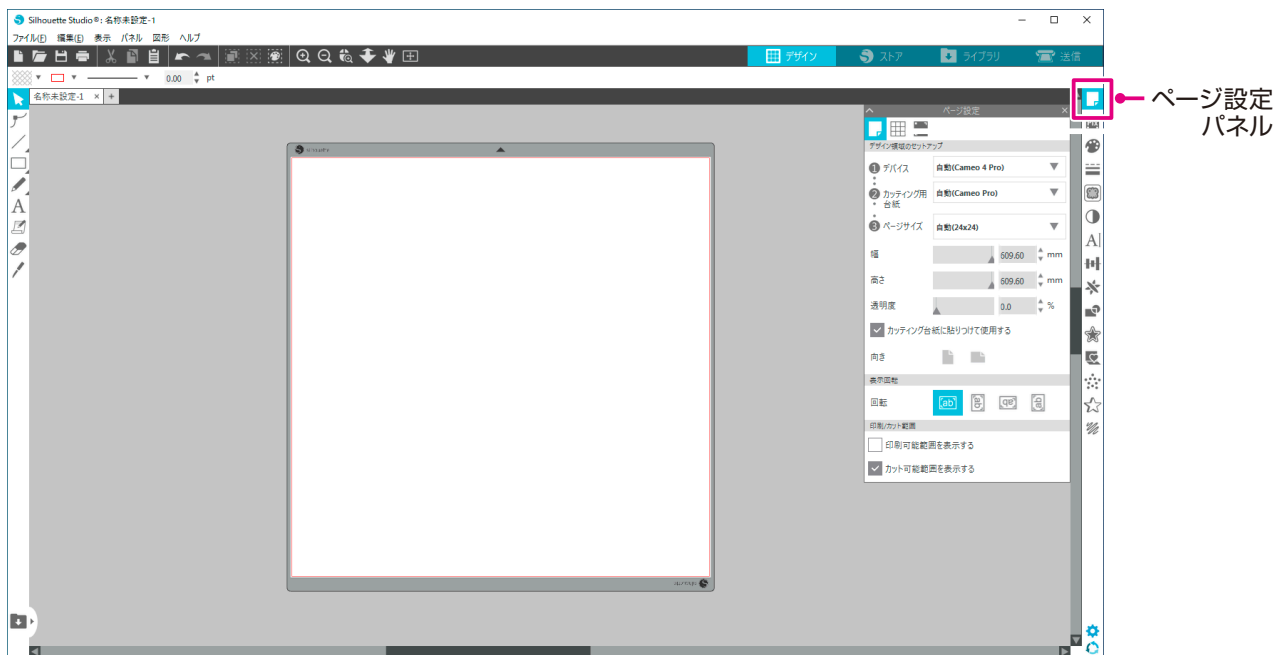 Silhouette Studio®: 名称未設定-1
ファイル(F) 編集(E) 表示 パネル 図形 ヘルプ
デザイン ストア ライブラリ 送信
0.00 pt
名称未設定-1 × +
ページ設定
ページ設定
パネル
デザイン領域のセットアップ
1 デバイス 自動(Cameo 4 Pro)
2 カッティング用台紙 自動(Cameo Pro)
3 ページサイズ 自動(24x24)
幅 609.60 mm
高さ 609.60 mm
透明度 0.0 %
カッティング台紙に貼りつけて使用する
向き
表示回転
回転 ab ab ab ab
印刷/カット範囲
印刷可能範囲を表示する
カット可能範囲を表示する